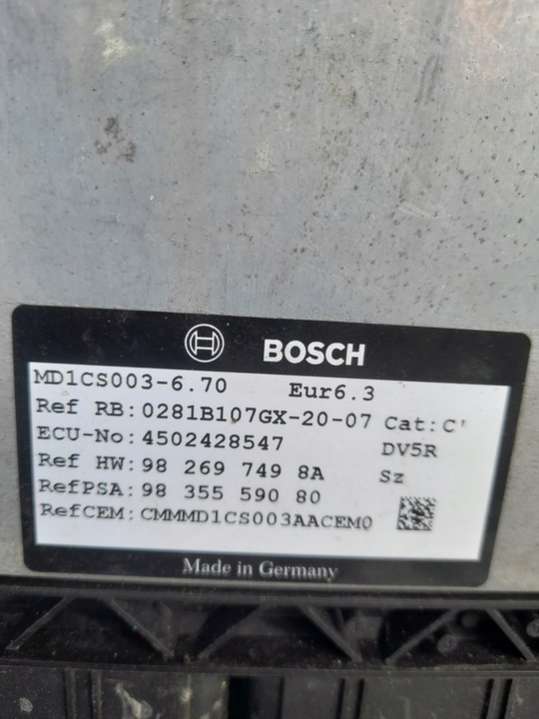 BOSCH
MD1CS003-6.70 Eur6.3
Ref RB:0281B107GX-20-07 Cat:C'
ECU-No:4502428547 DV5R
Ref HW:98 269 749 8A Sz
RefPSA:98 355 590 80
RefCEM:CMMMD1CS003AACEM0
Made in Germany